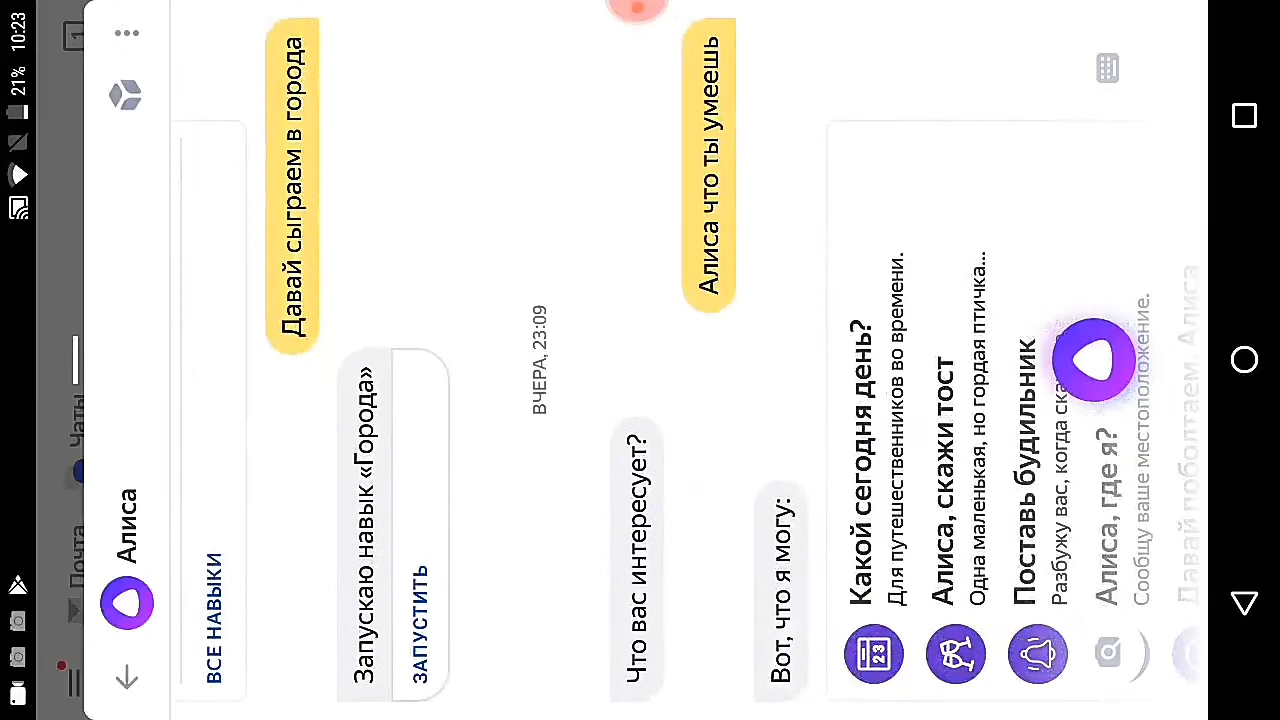 21% 10:23
1
Почта
Чаты
Алиса
ВСЕ НАВЫКИ
Давай сыграем в города
Запускаю навык «Города»
ЗАПУСТИТЬ
ВЧЕРА, 23:09
Что вас интересует?
Алиса что ты умеешь
Вот, что я могу:
Какой сегодня день?
Для путешественников во времени.
Алиса, скажи тост
Одна маленькая, но гордая птичка...
Поставь будильник
Разбужу вас, когда ска
Алиса, где я?
Сообщу ваше местоположение.
Давай поболтаем, Алиса